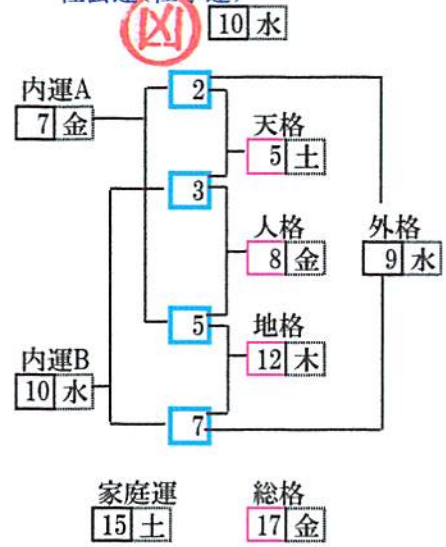 凶 10 水
内運A 2
7 金
天格
5 土
3
人格 外格
8 金 9 水
5 地格
内運B 12 木
10 水
7
家庭運 総格
15 土 17 金